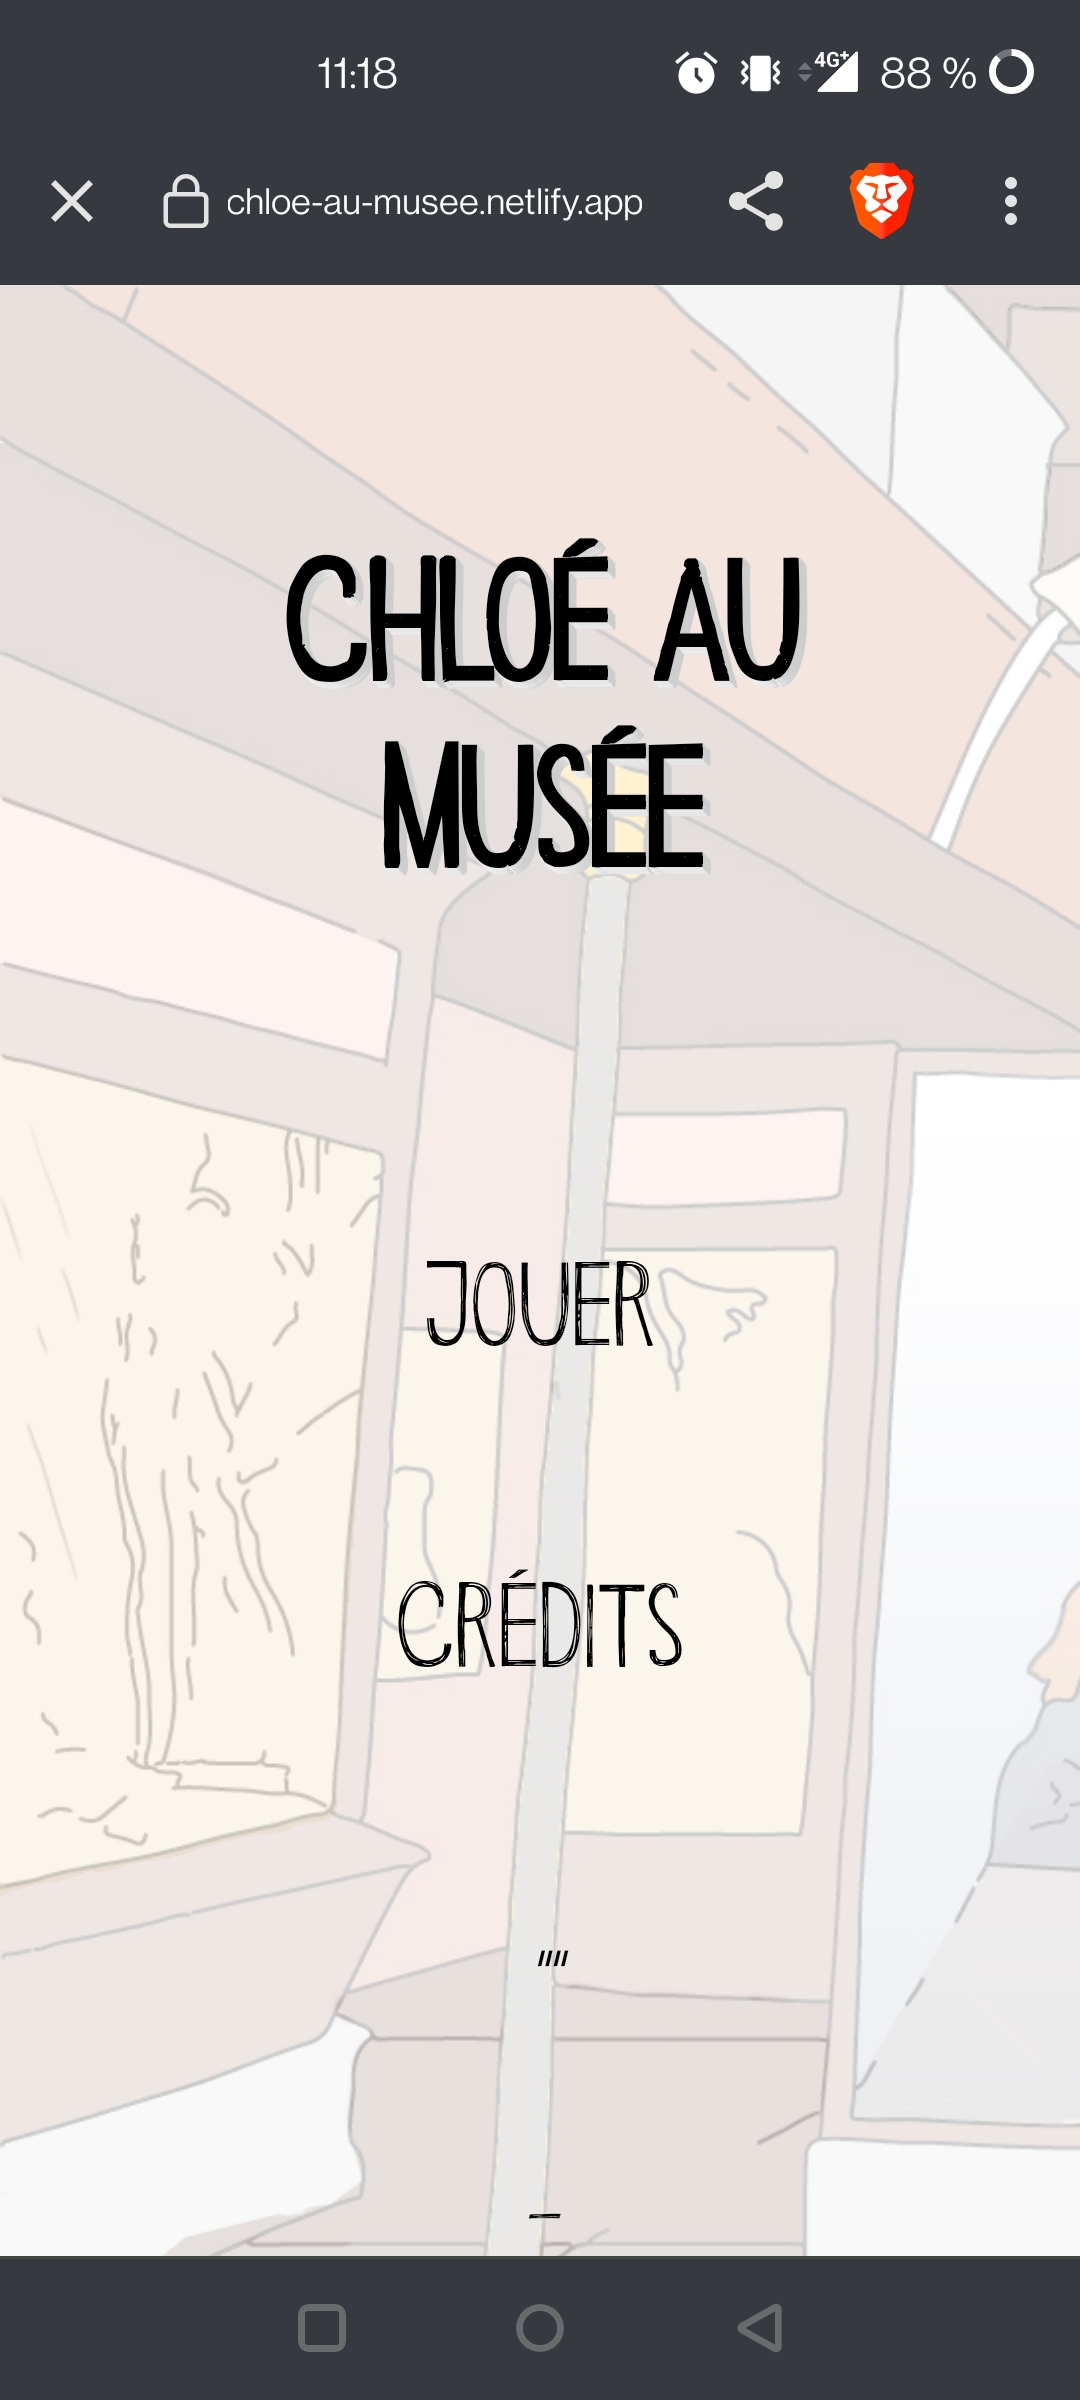 11:18 4G+ 88 %
chloe-au-musee.netlify.app
CHLOÉ AU
MUSÉE
JOUER
CRÉDITS
""
_